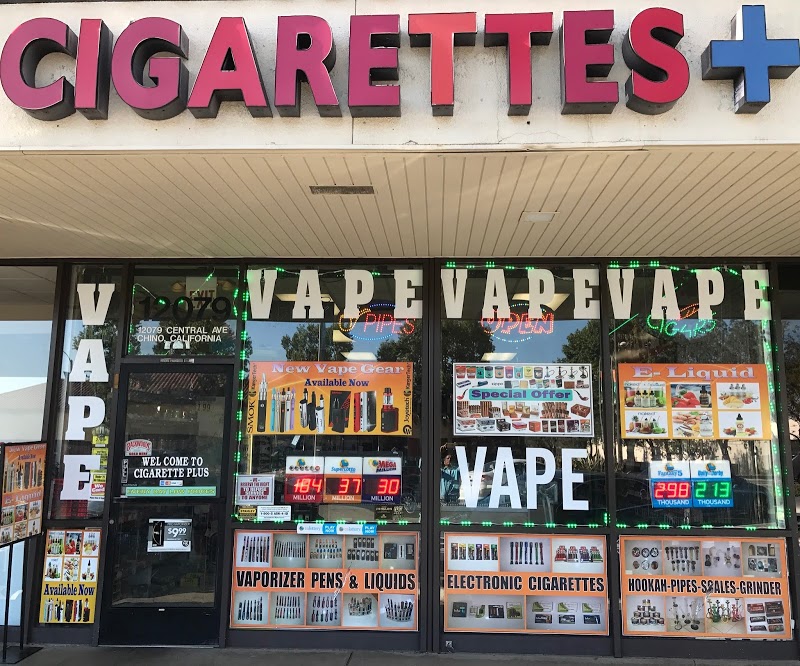 CIGARETTES+
VAPE
12079
12079 CENTRAL AVE
CHINO, CALIFORNIA
VAPE
PIPES
VAPE
OPEN
VAPE
CIGARS
New Vape Gear
Available Now
SMOK
Special Offer
E-Liquid
VAPE
WEL COME TO
CIGARETTE PLUS
184
MILLION
37
MILLION
MEGA
30
MILLION
298
THOUSAND
213
THOUSAND
$9.99
Available Now
VAPORIZER PENS & LIQUIDS
ELECTRONIC CIGARETTES
HOOKAH-PIPES-SCALES-GRINDER